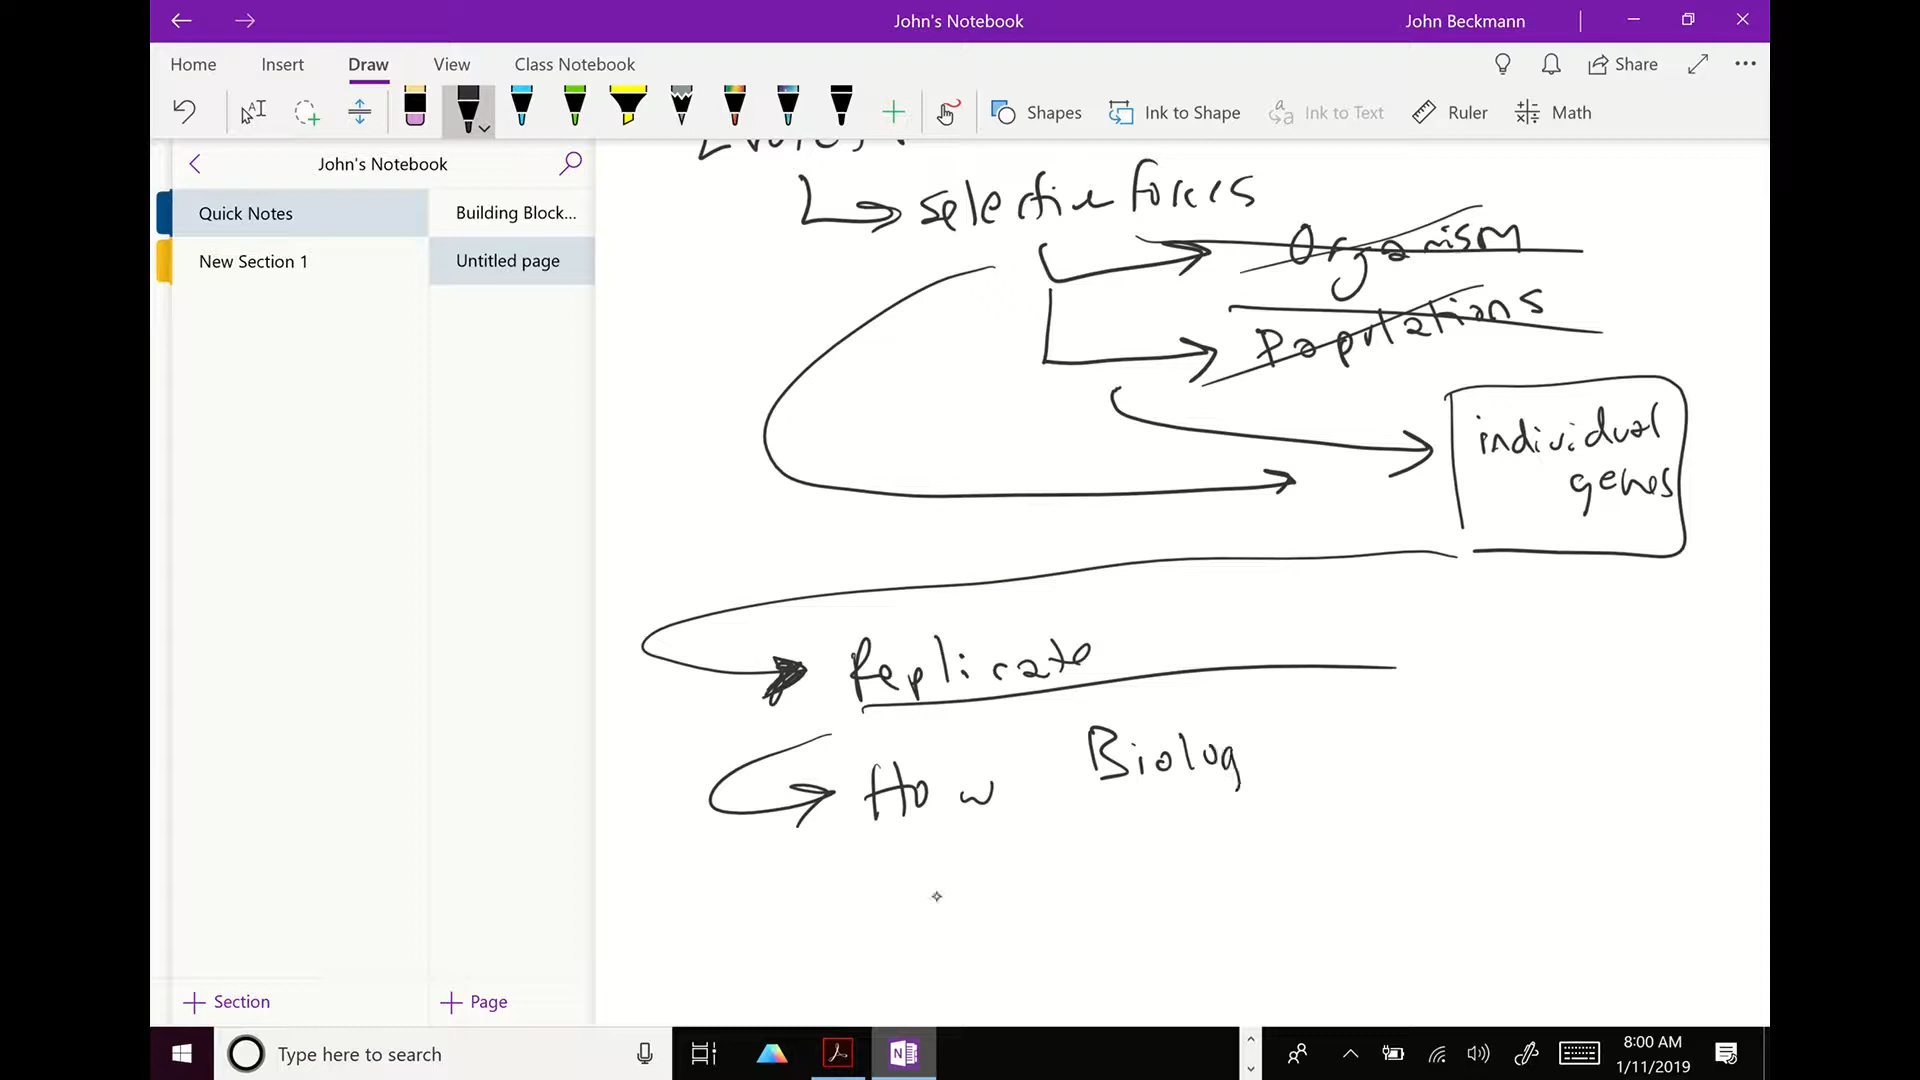 John's Notebook
John Beckmann
Home
Insert
Draw
View
Class Notebook
Share
Shapes
Ink to Shape
Ink to Text
Ruler
Math
John's Notebook
Quick Notes
Building Block...
New Section 1
Untitled page
selective forces
Organism
Populations
individual
genes
Replicate
How
Biolog
Section
Page
Type here to search
8:00 AM
1/11/2019